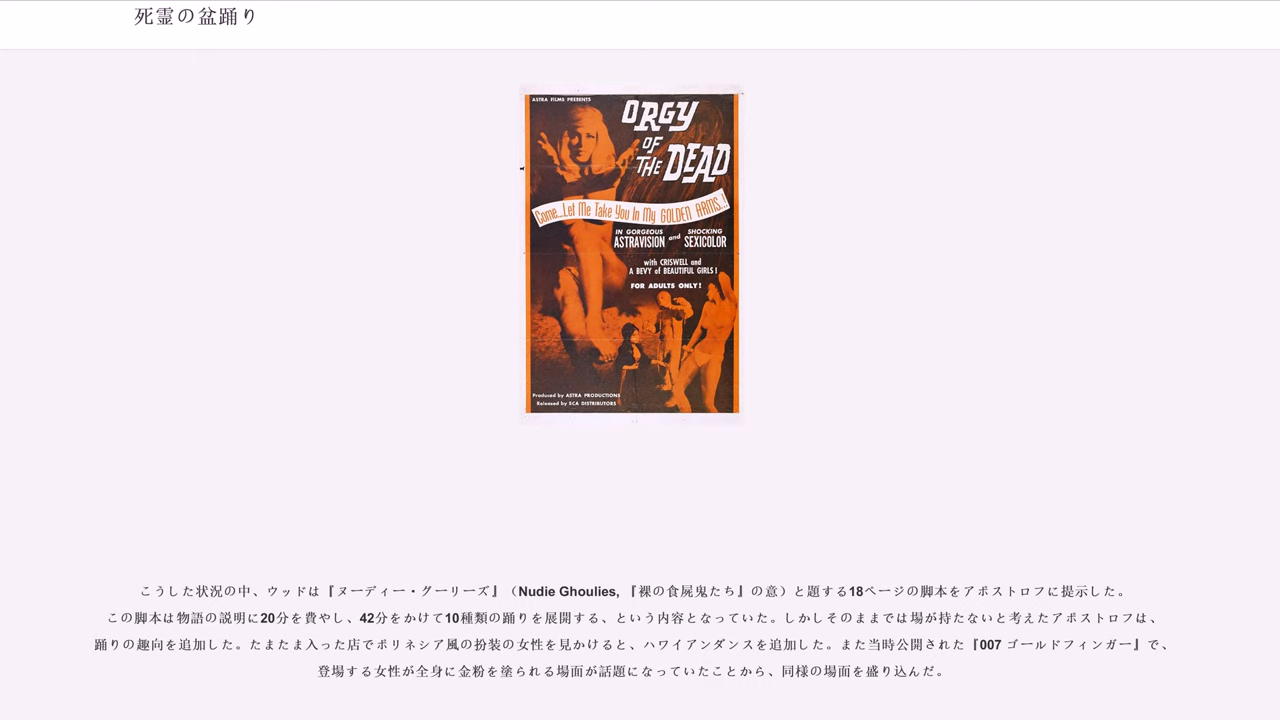 死霊の盆踊り
ASTRA FILMS PRESENTS
ORGY
OF
THE DEAD
Come...Let Me Take You In My GOLDEN ARMS..!
IN GORGEOUS ASTRAVISION and SHOCKING SEXICOLOR
with CRISWELL and
A BEVY of BEAUTIFUL GIRLS!
FOR ADULTS ONLY!
Produced by ASTRA PRODUCTIONS
Released by SCA DISTRIBUTORS
こうした状況の中、ウッドは『ヌーディー・グーリーズ』（Nudie Ghoulies, 『裸の食屍鬼たち』の意）と題する18ページの脚本をアポストロフに提示した。
この脚本は物語の説明に20分を費やし、42分をかけて10種類の踊りを展開する、という内容となっていた。しかしそのままでは場が持たないと考えたアポストロフは、
踊りの趣向を追加した。たまたま入った店でポリネシア風の扮装の女性を見かけると、ハワイアンダンスを追加した。また当時公開された『007 ゴールドフィンガー』で、
登場する女性が全身に金粉を塗られる場面が話題になっていたことから、同様の場面を盛り込んだ。